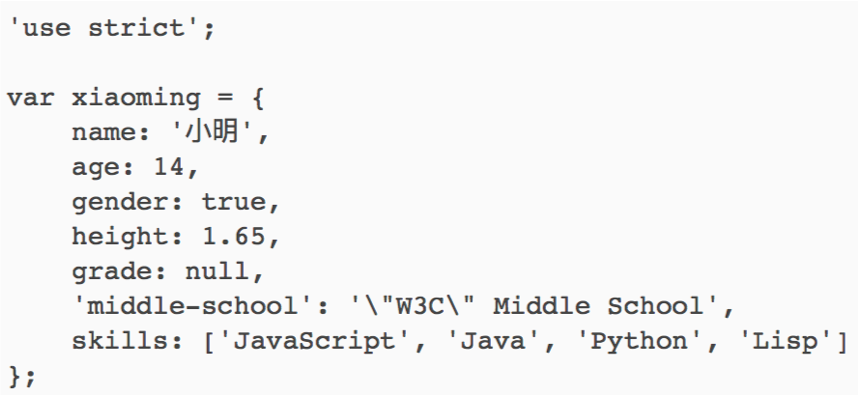 'use strict';
var xiaoming = {
    name: '小明',
    age: 14,
    gender: true,
    height: 1.65,
    grade: null,
    'middle-school': '\"W3C\" Middle School',
    skills: ['JavaScript', 'Java', 'Python', 'Lisp']
};